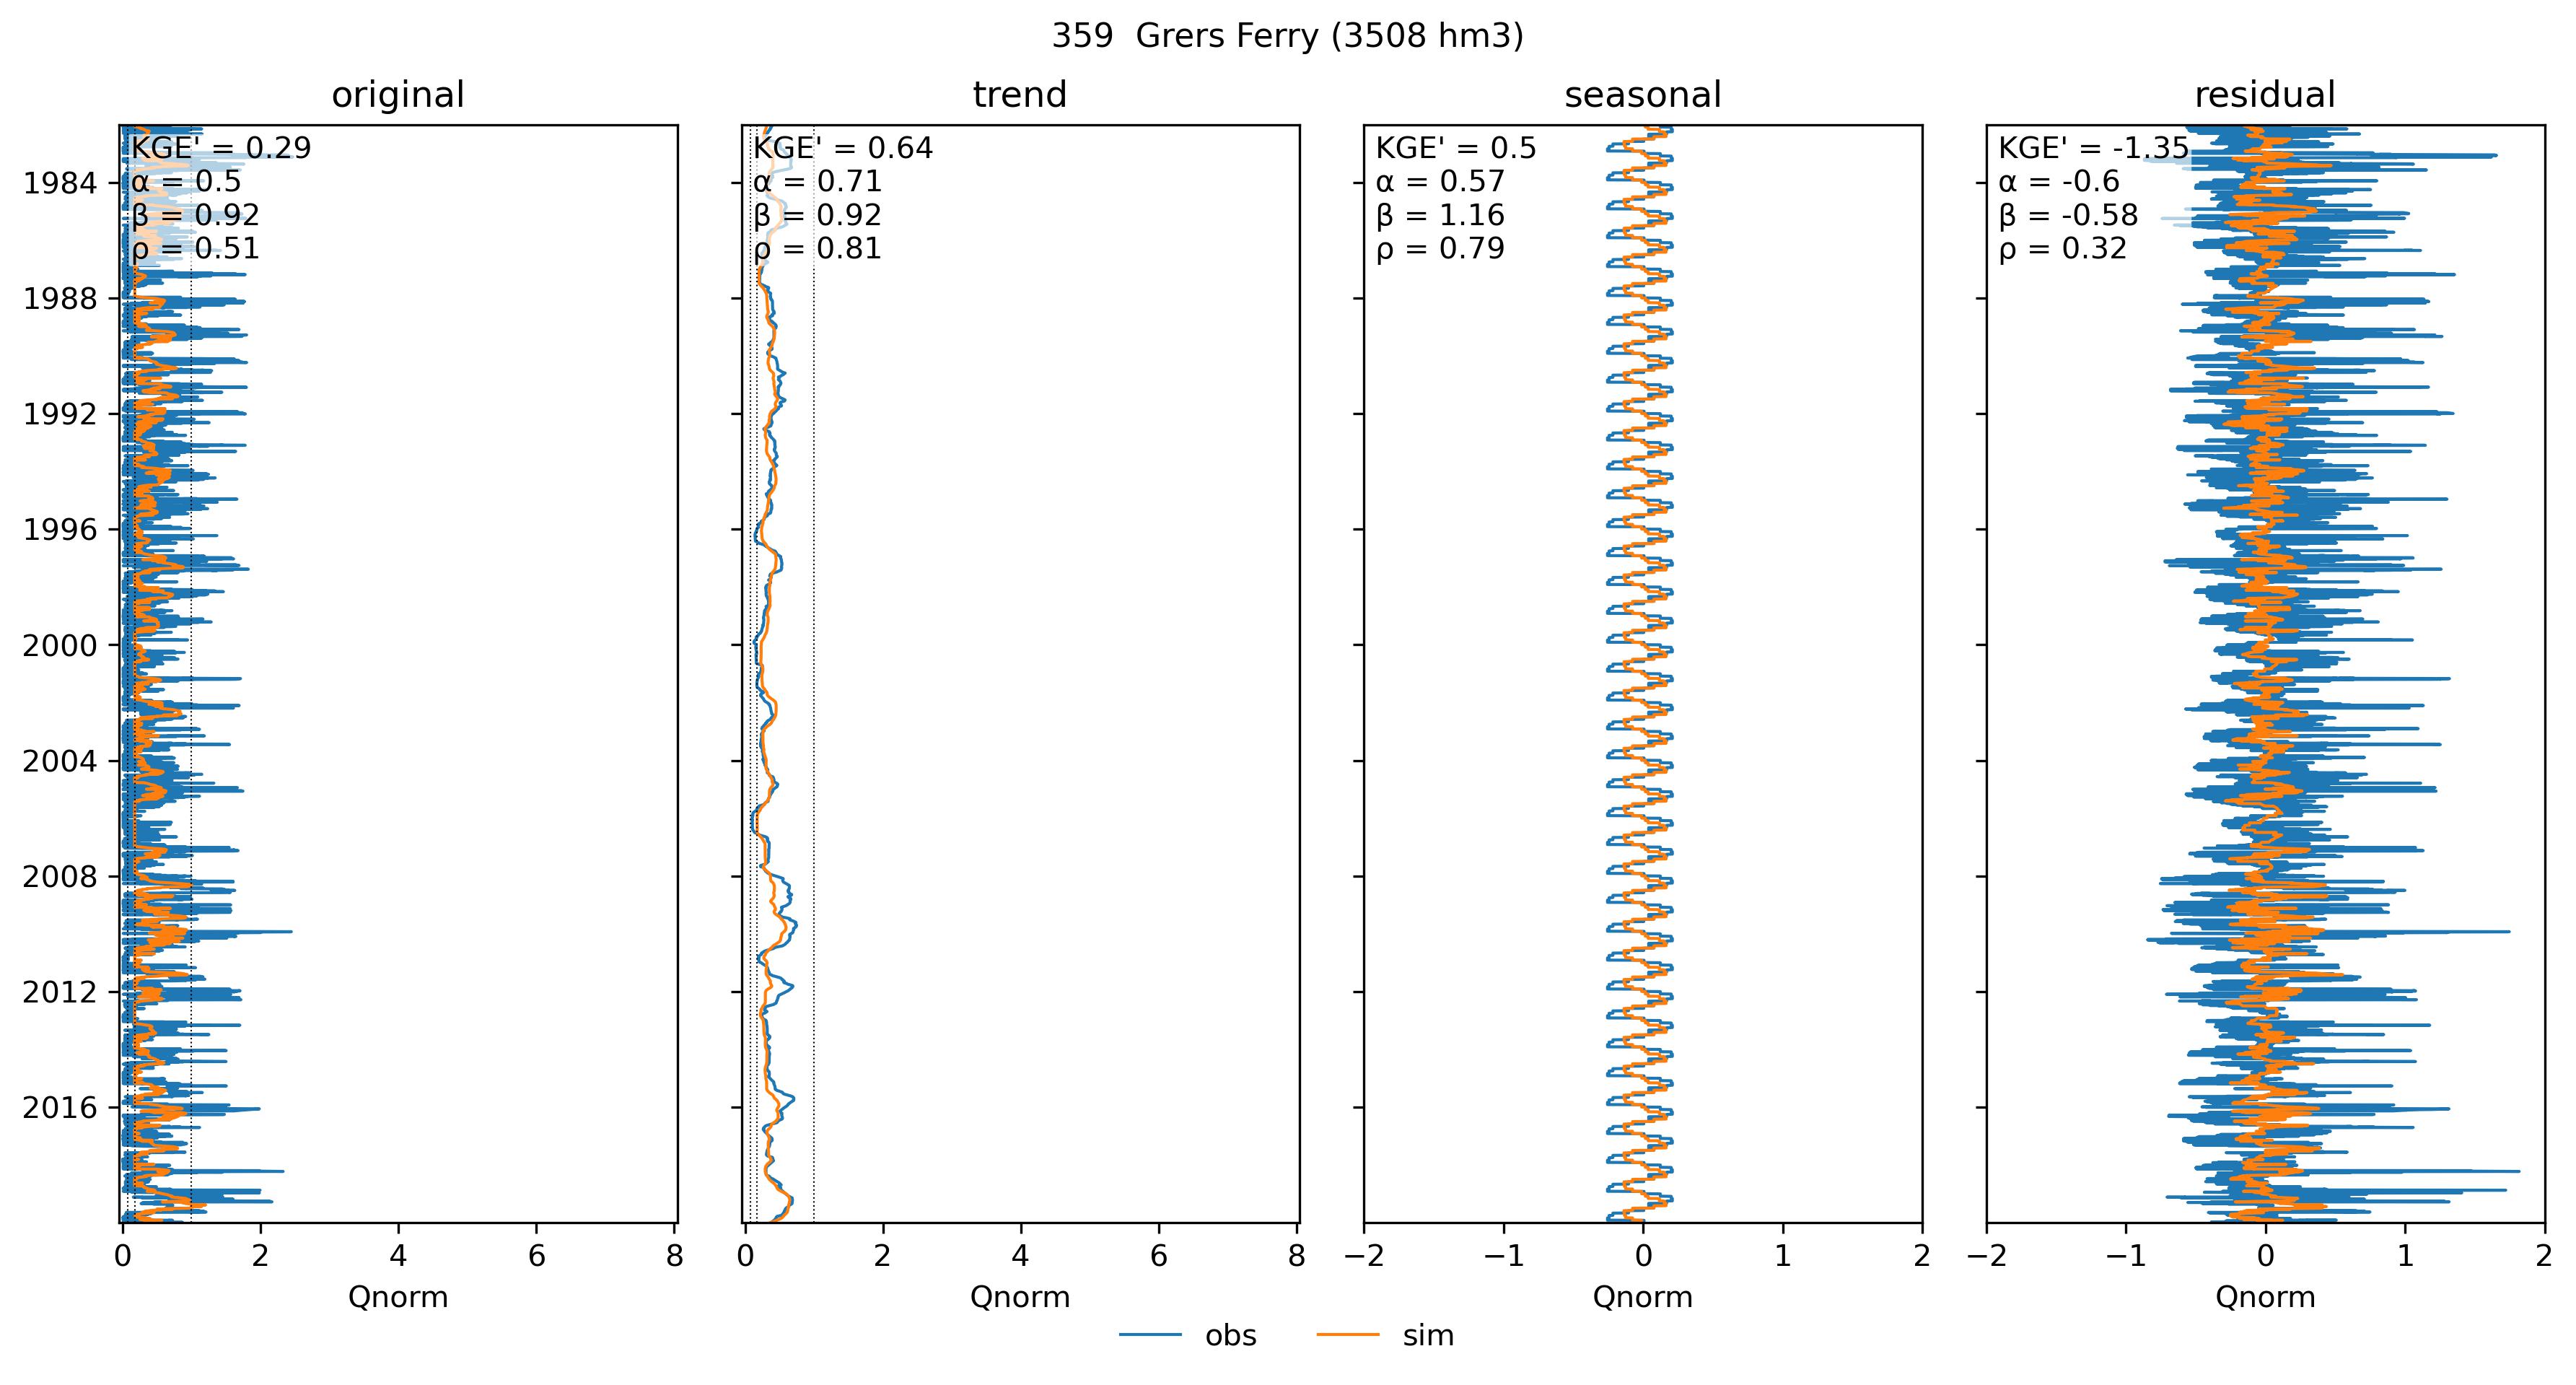 359  Grers Ferry (3508 hm3)
original
trend
seasonal
residual
KGE' = 0.29
α = 0.5
β = 0.92
ρ = 0.51
KGE' = 0.64
α = 0.71
β = 0.92
ρ = 0.81
KGE' = 0.5
α = 0.57
β = 1.16
ρ = 0.79
KGE' = -1.35
α = -0.6
β = -0.58
ρ = 0.32
1984
1988
1992
1996
2000
2004
2008
2012
2016
0 2 4 6 8
0 2 4 6 8
−2 −1 0 1 2
−2 −1 0 1 2
Qnorm
Qnorm
Qnorm
Qnorm
obs
sim